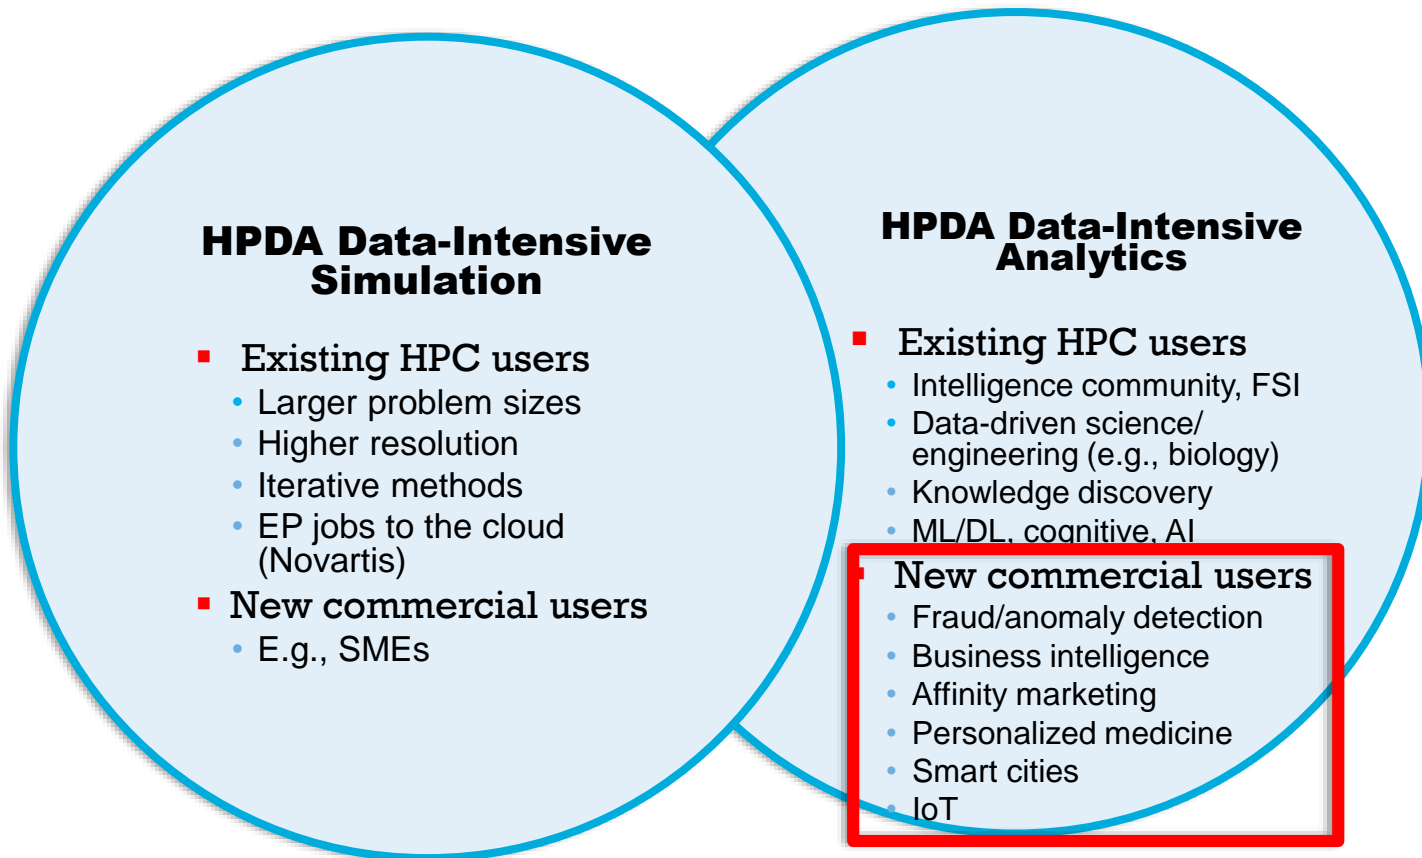 HPDA Data-Intensive
Simulation
Existing HPC users
Larger problem sizes
Higher resolution
Iterative methods
EP jobs to the cloud
(Novartis)
New commercial users
E.g., SMEs
HPDA Data-Intensive
Analytics
Existing HPC users
Intelligence community, FSI
Data-driven science/
engineering (e.g., biology)
Knowledge discovery
ML/DL, cognitive, AI
New commercial users
Fraud/anomaly detection
Business intelligence
Affinity marketing
Personalized medicine
Smart cities
IoT